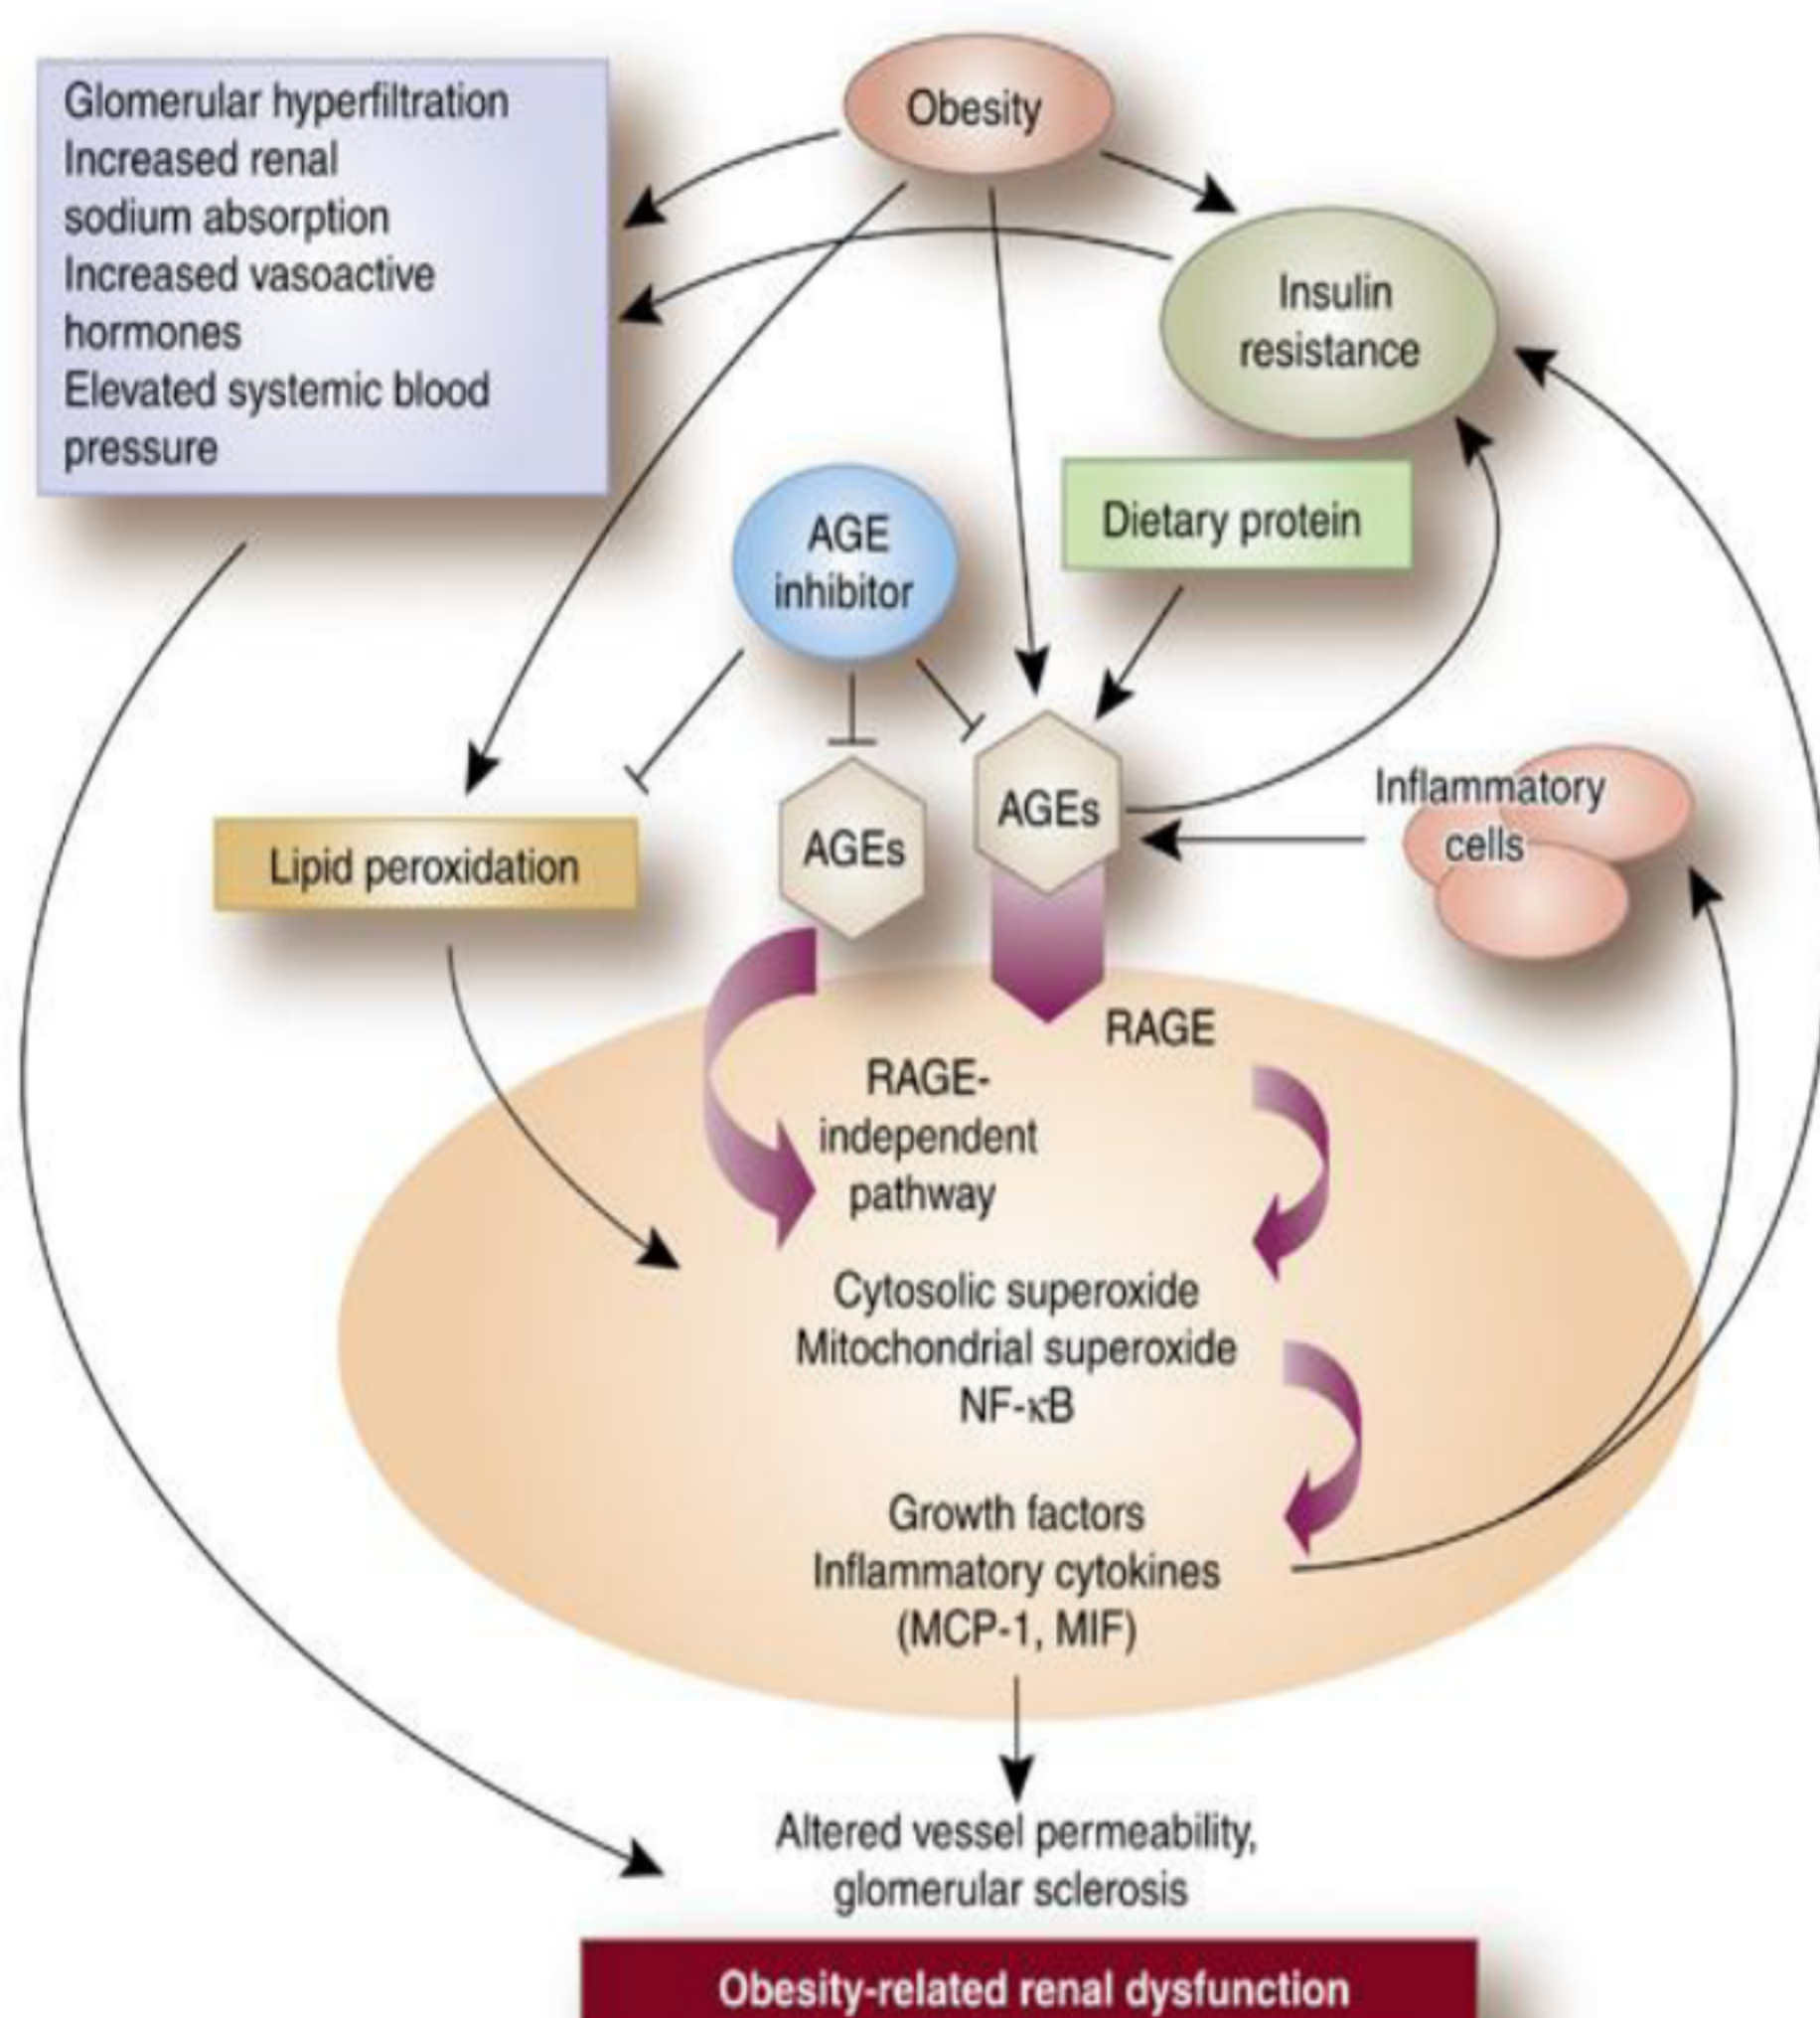 Obesity
Glomerular hyperfiltration
Increased renal
sodium absorption
Increased vasoactive
hormones
Elevated systemic blood
pressure
Insulin
resistance
AGE
inhibitor
Dietary protein
Lipid peroxidation
AGEs
AGEs
Inflammatory
cells
RAGE
RAGE-
independent
pathway
Cytosolic superoxide
Mitochondrial superoxide
NF-κB
Growth factors
Inflammatory cytokines
(MCP-1, MIF)
Altered vessel permeability,
glomerular sclerosis
Obesity-related renal dysfunction